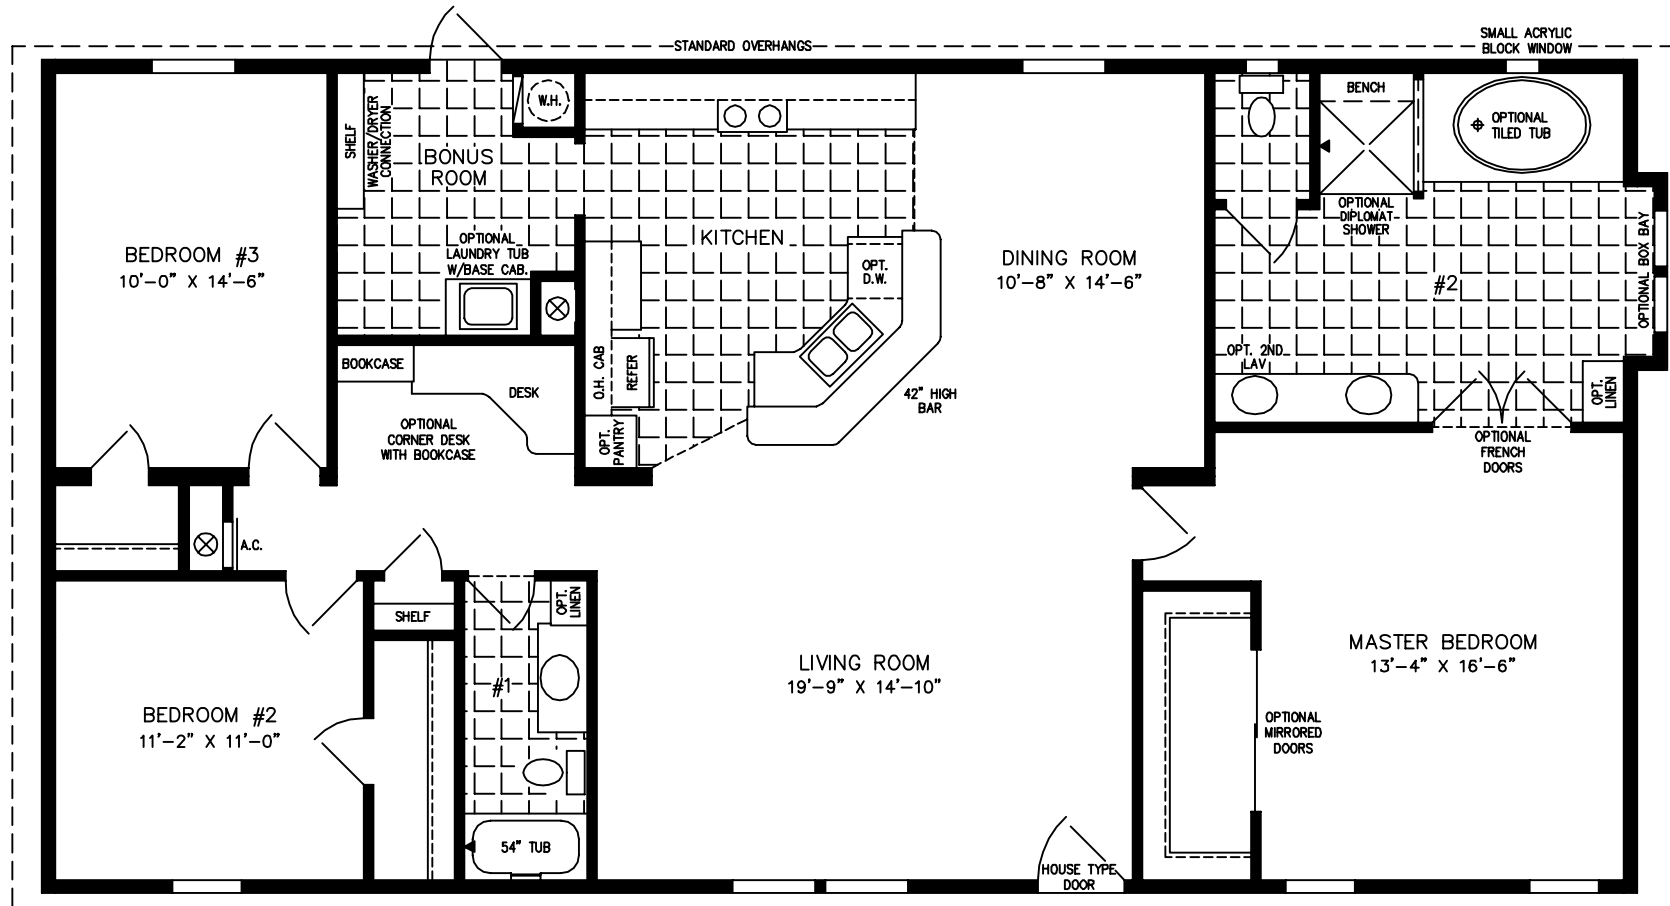 STANDARD OVERHANGS
SMALL ACRYLIC
BLOCK WINDOW
BEDROOM #3
10'-0" X 14'-6"
SHELF
WASHER/DRYER
CONNECTION
BONUS
ROOM
W.H.
OPTIONAL
LAUNDRY TUB
W/BASE CAB.
KITCHEN
OPT.
D.W.
O.H. CAB
REFER
OPT.
PANTRY
42" HIGH
BAR
DINING ROOM
10'-8" X 14'-6"
BENCH
OPTIONAL
DIPLOMAT
SHOWER
OPTIONAL
TILED TUB
#2
OPTIONAL BOX BAY
OPT. 2ND
LAV
OPT.
LINEN
OPTIONAL
FRENCH
DOORS
BOOKCASE
DESK
OPTIONAL
CORNER DESK
WITH BOOKCASE
A.C.
SHELF
OPT.
LINEN
#1
54" TUB
BEDROOM #2
11'-2" X 11'-0"
LIVING ROOM
19'-9" X 14'-10"
HOUSE TYPE
DOOR
MASTER BEDROOM
13'-4" X 16'-6"
OPTIONAL
MIRRORED
DOORS